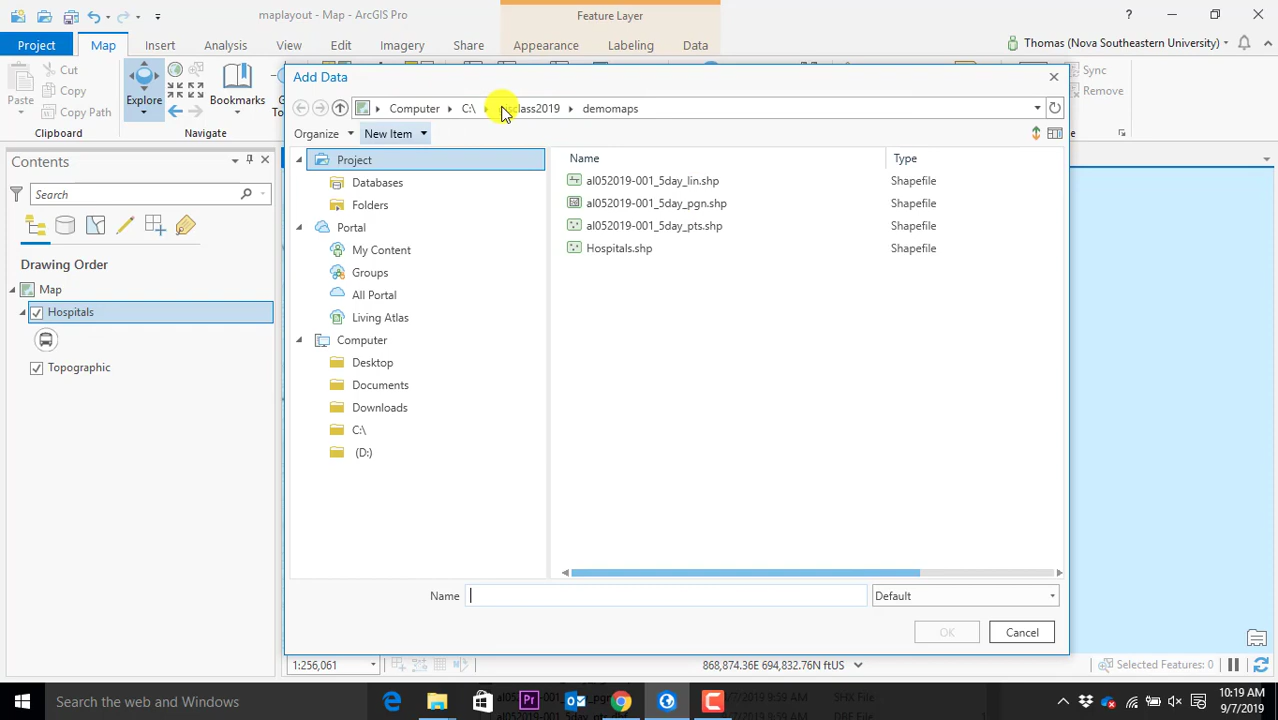 maplayout - Map - ArcGIS Pro
Feature Layer
?
Project Map Insert Analysis View Edit Imagery Share Appearance Labeling Data
Thomas (Nova Southeastern University)
Cut
Copy
Paste
Clipboard
Explore
Bookmarks
Navigate
Sync
Remove
Add Data
Computer C:\ demomaps
Organize New Item
Contents
Search
Drawing Order
Map
Hospitals
Topographic
Project
Databases
Folders
Portal
My Content
Groups
All Portal
Living Atlas
Computer
Desktop
Documents
Downloads
C:\
(D:)
Name Type
al052019-001_5day_lin.shp Shapefile
al052019-001_5day_pgn.shp Shapefile
al052019-001_5day_pts.shp Shapefile
Hospitals.shp Shapefile
Name Default
OK Cancel
1:256,061
868,874.36E 694,832.76N ftUS
Selected Features: 0
Search the web and Windows
10:19 AM
9/7/2019